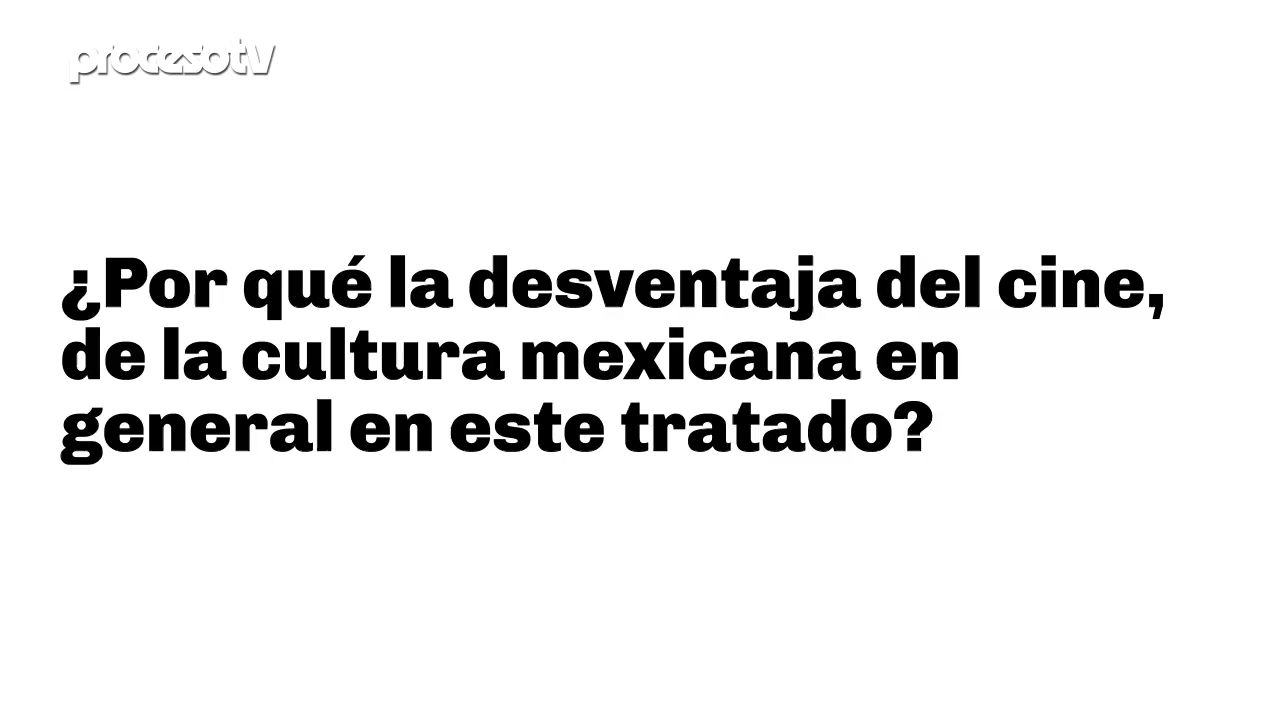 procesotv
¿Por qué la desventaja del cine,
de la cultura mexicana en
general en este tratado?